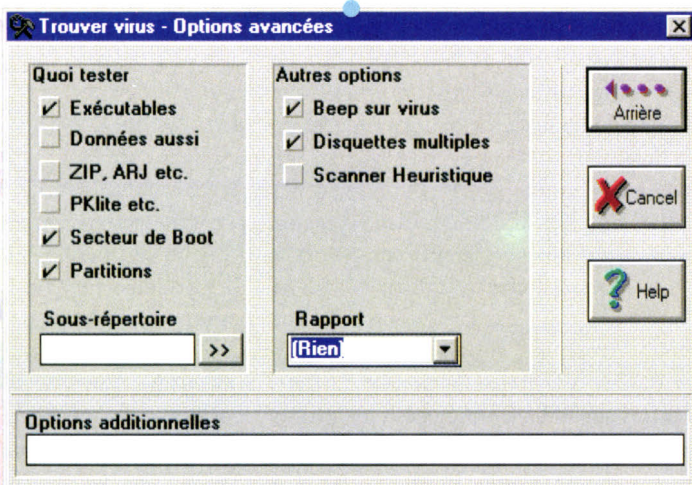 Trouver virus - Options avancées
Quoi tester
Exécutables
Données aussi
ZIP, ARJ etc.
PKlite etc.
Secteur de Boot
Partitions
Sous-répertoire
>>
Autres options
Beep sur virus
Disquettes multiples
Scanner Heuristique
Rapport
(Rien)
Arrière
Cancel
Help
Options additionnelles